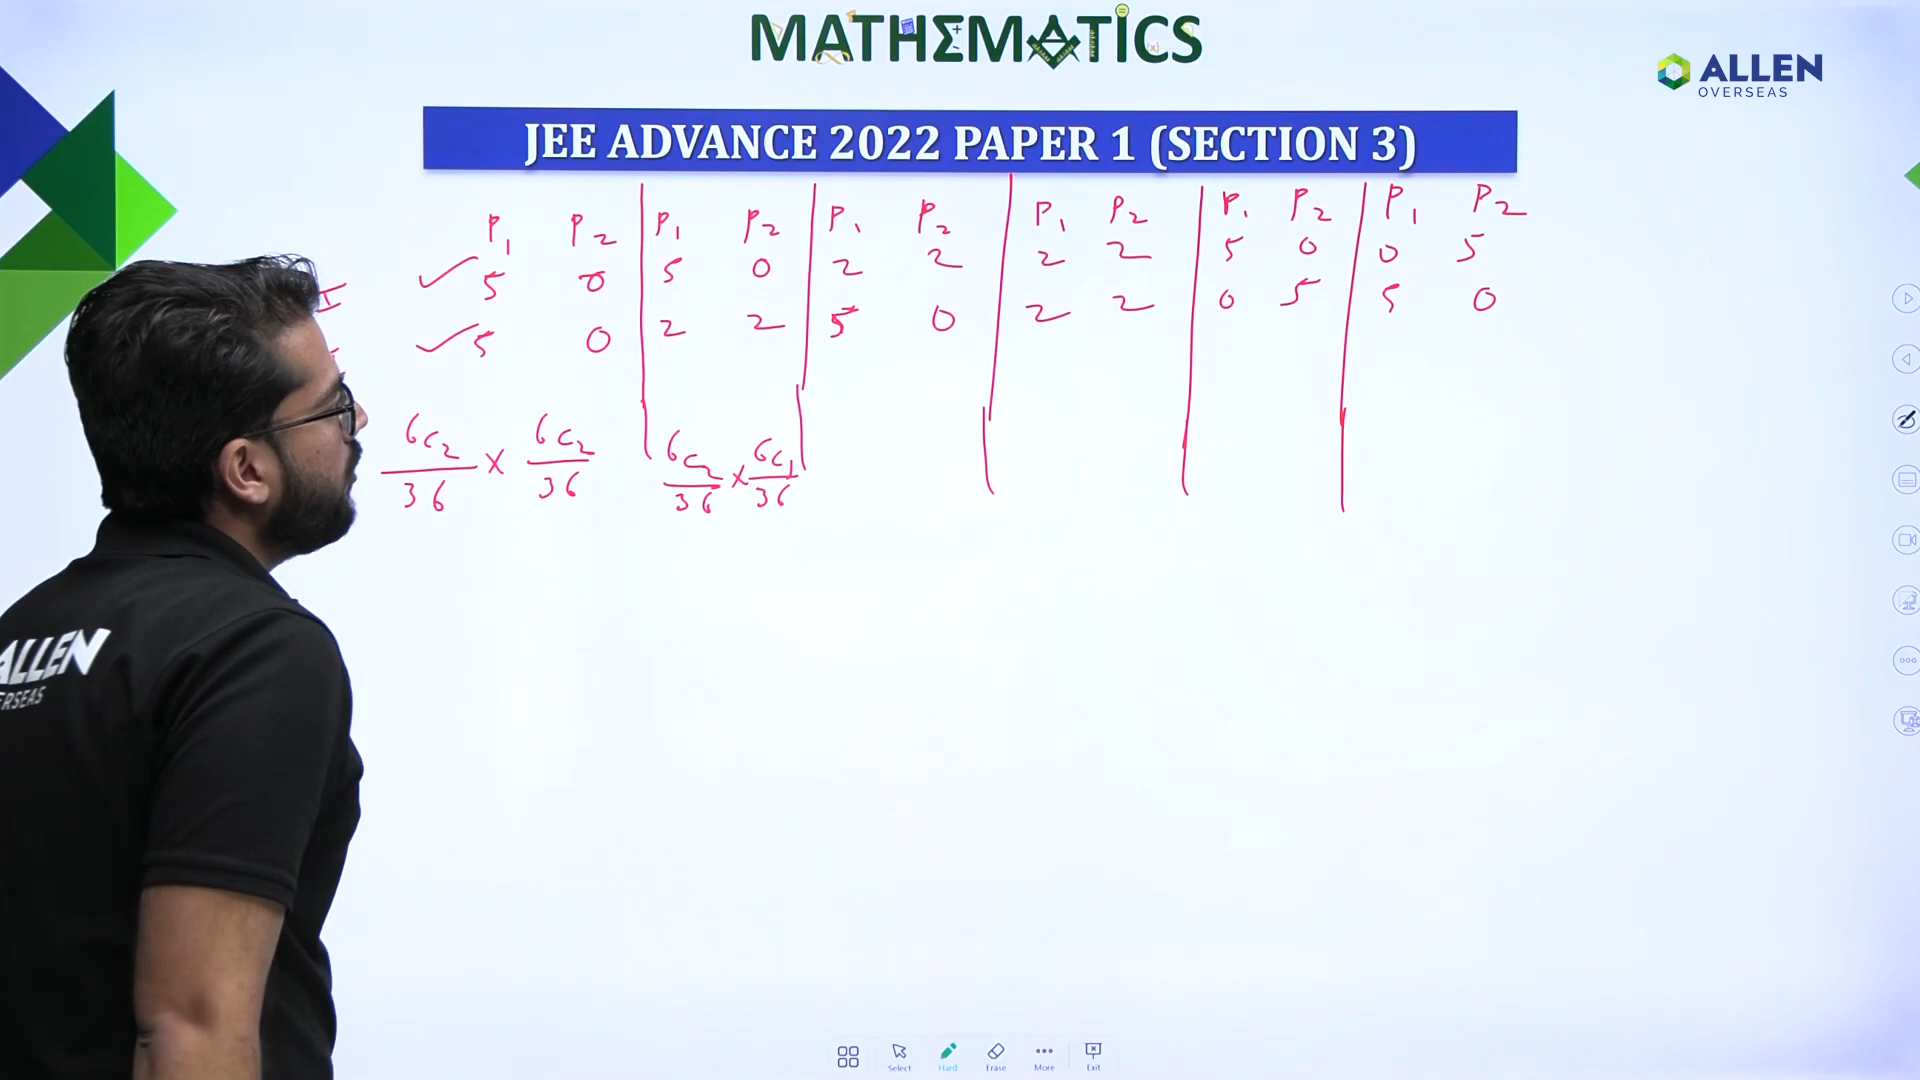 MATHΣMATICS
ALLEN
OVERSEAS
JEE ADVANCE 2022 PAPER 1 (SECTION 3)
P1 P2 | P1 P2 | P1 P2 | P1 P2 | P1 P2 | P1 P2
I ✓ 5 0 | 5 0 | 2 2 | 2 2 | 5 0 | 0 5
✓ 5 0 | 2 2 | 5 0 | 2 2 | 0 5 | 5 0
6C2/36 × 6C2/36 | 6C2/36 × 6C1/36
ALLEN
ERSEAS
Select Hard Erase More Exit